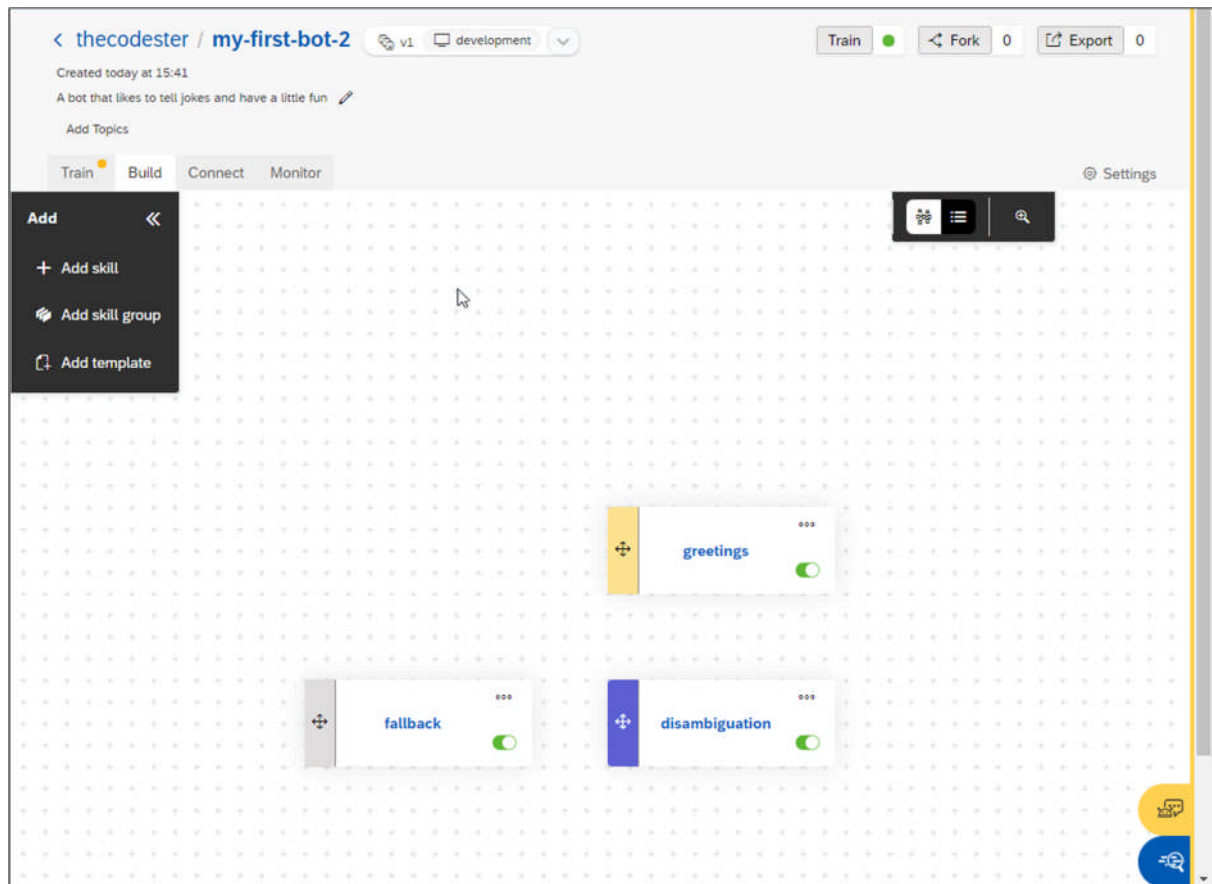 thecodester / my-first-bot-2 v1 development Train Fork 0 Export 0
Created today at 15:41
A bot that likes to tell jokes and have a little fun
Add Topics
Train Build Connect Monitor Settings
Add
Add skill
Add skill group
Add template
greetings
fallback disambiguation